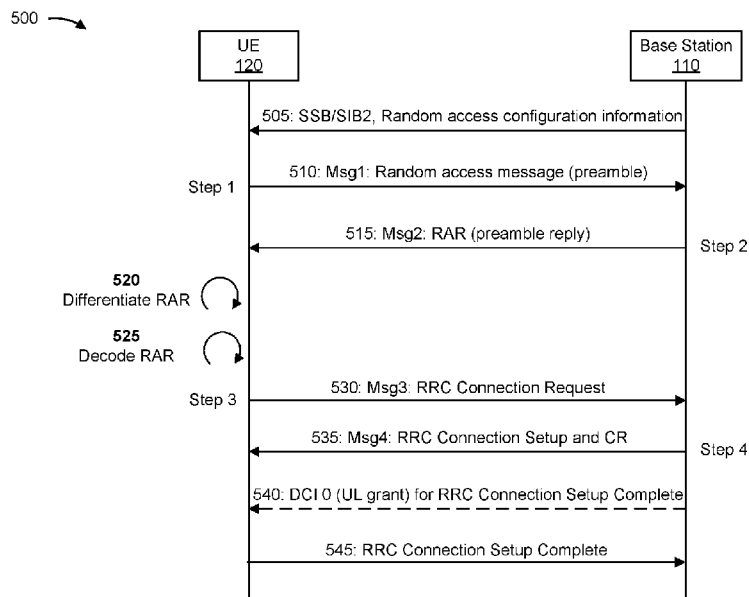 500
UE
120
Base Station
110
505: SSB/SIB2, Random access configuration information
Step 1
510: Msg1: Random access message (preamble)
515: Msg2: RAR (preamble reply)
Step 2
520
Differentiate RAR
525
Decode RAR
Step 3
530: Msg3: RRC Connection Request
535: Msg4: RRC Connection Setup and CR
Step 4
540: DCI 0 (UL grant) for RRC Connection Setup Complete
545: RRC Connection Setup Complete